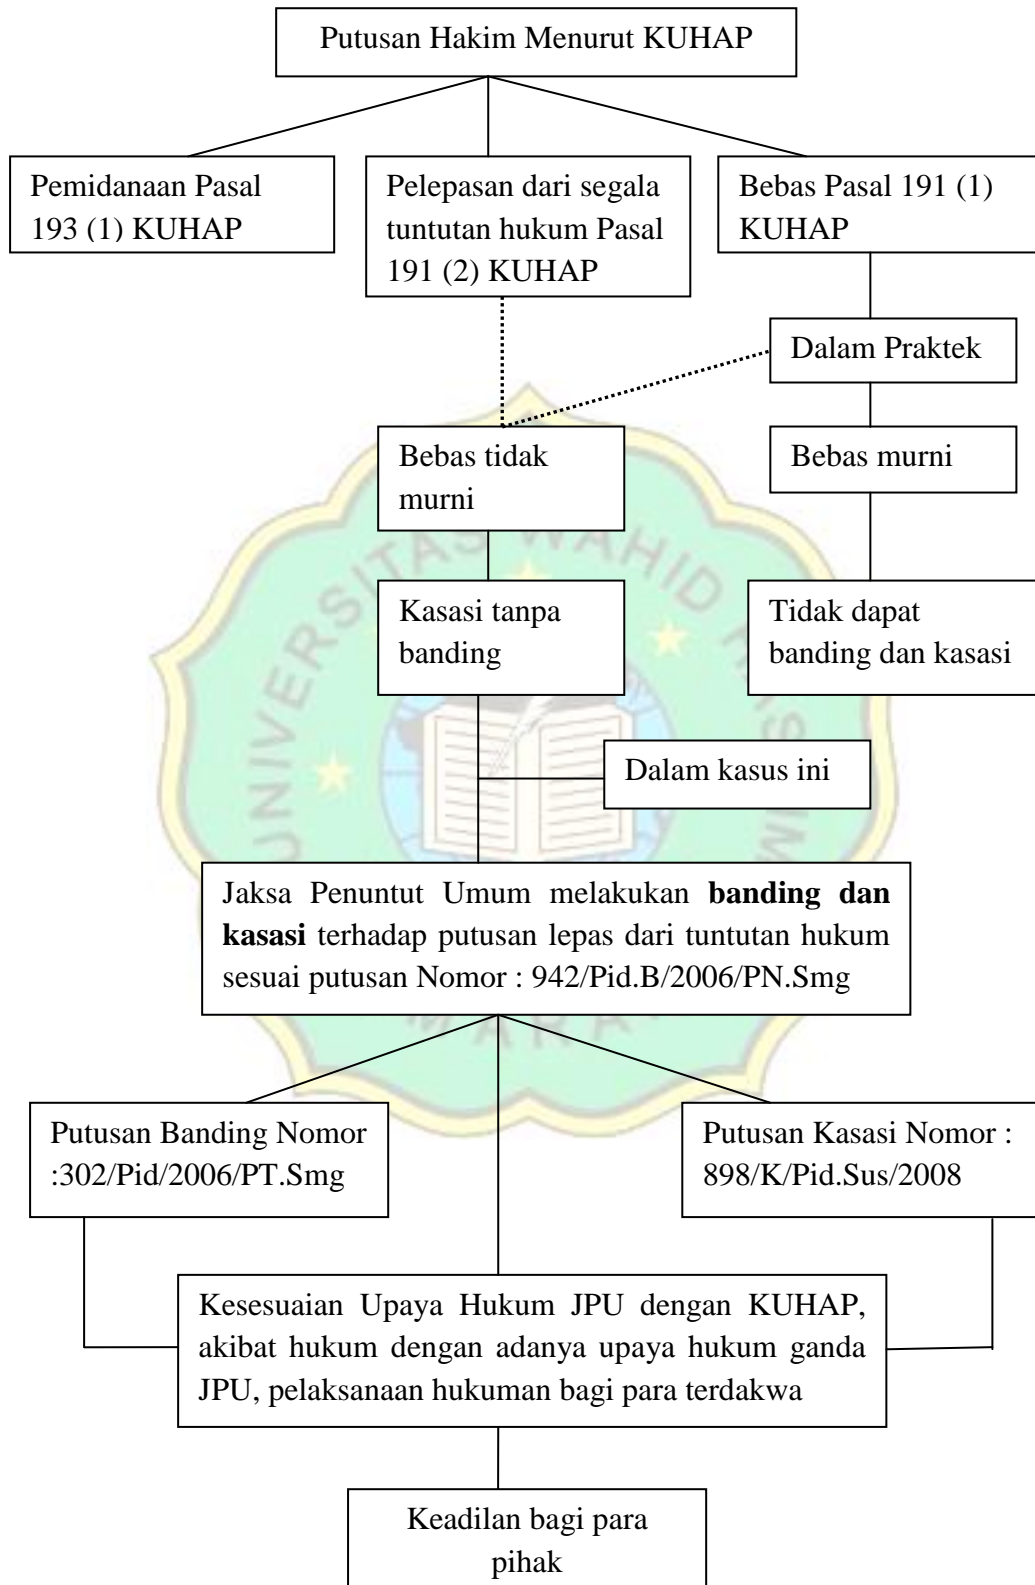 Putusan Hakim Menurut KUHAP
Pemidanaan Pasal
193 (1) KUHAP
Pelepasan dari segala
tuntutan hukum Pasal
191 (2) KUHAP
Bebas Pasal 191 (1)
KUHAP
Dalam Praktek
Bebas tidak
murni
Bebas murni
Kasasi tanpa
banding
Tidak dapat
banding dan kasasi
Dalam kasus ini
Jaksa Penuntut Umum melakukan banding dan
kasasi terhadap putusan lepas dari tuntutan hukum
sesuai putusan Nomor : 942/Pid.B/2006/PN.Smg
Putusan Banding Nomor
:302/Pid/2006/PT.Smg
Putusan Kasasi Nomor :
898/K/Pid.Sus/2008
Kesesuaian Upaya Hukum JPU dengan KUHAP,
akibat hukum dengan adanya upaya hukum ganda
JPU, pelaksanaan hukuman bagi para terdakwa
Keadilan bagi para
pihak
UNIVERSITAS WAHID